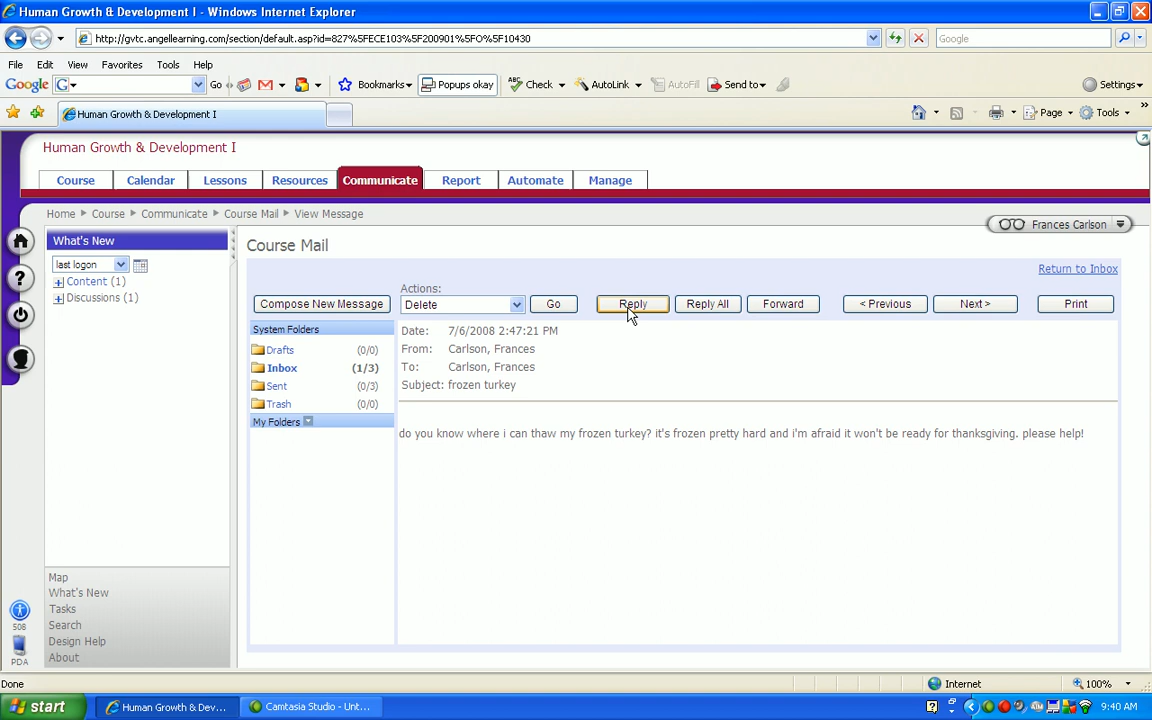 Human Growth & Development I - Windows Internet Explorer
http://gvtc.angellearning.com/section/default.asp?id=827%5FECE103%5F200901%5FO%5F10430
Google
File Edit View Favorites Tools Help
Google G Go Bookmarks Popups okay Check AutoLink AutoFill Send to Settings
Human Growth & Development I
Page Tools
Human Growth & Development I
Course Calendar Lessons Resources Communicate Report Automate Manage
Home Course Communicate Course Mail View Message
Frances Carlson
What's New
last logon
Content (1)
Discussions (1)
Course Mail
Return to Inbox
Actions:
Compose New Message Delete Go Reply Reply All Forward < Previous Next > Print
System Folders
Drafts (0/0)
Inbox (1/3)
Sent (0/3)
Trash (0/0)
My Folders
Date: 7/6/2008 2:47:21 PM
From: Carlson, Frances
To: Carlson, Frances
Subject: frozen turkey
do you know where i can thaw my frozen turkey? it's frozen pretty hard and i'm afraid it won't be ready for thanksgiving. please help!
Map
What's New
Tasks
Search
Design Help
About
508
PDA
Done Internet 100%
start Human Growth & Dev... Camtasia Studio - Unt... 9:40 AM